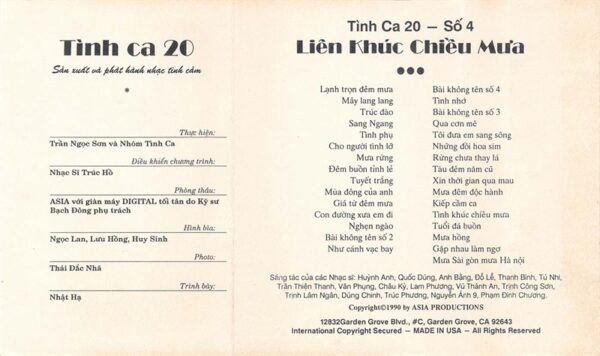 Tình ca 20
Sản xuất và phát hành nhạc tình cảm
Thực hiện:
Trần Ngọc Sơn và Nhóm Tình Ca
Điều khiển chương trình:
Nhạc Sĩ Trúc Hồ
Phòng thâu:
ASIA với giàn máy DIGITAL tối tân do Kỹ sư
Bạch Đông phụ trách
Hình bìa:
Ngọc Lan, Lưu Hồng, Huy Sinh
Photo:
Thái Đắc Nhã
Trình bày:
Nhật Hạ
Tình Ca 20 – Số 4
Liên Khúc Chiều Mưa
Lạnh trọn đêm mưa
Mây lang lang
Trúc đào
Sang Ngang
Tình phụ
Cho người tình lỡ
Mưa rừng
Đêm buồn tỉnh lẻ
Tuyết trắng
Mùa đông của anh
Giã từ đêm mưa
Con đường xưa em đi
Nghẹn ngào
Bài không tên số 2
Như cánh vạc bay
Bài không tên số 4
Tình nhớ
Bài không tên số 3
Qua cơn mê
Tôi đưa em sang sông
Những đồi hoa sim
Rừng chưa thay lá
Tàu đêm năm cũ
Xin thời gian qua mau
Mưa đêm độc hành
Kiếp cầm ca
Tình khúc chiều mưa
Tuổi đá buồn
Mưa hồng
Gặp nhau làm ngơ
Mưa Sài gòn mưa Hà nội
Sáng tác của các Nhạc sĩ: Huỳnh Anh, Quốc Dũng, Anh Bằng, Đỗ Lễ, Thanh Bình, Tú Nhi,
Trần Thiện Thanh, Văn Phụng, Châu Kỳ, Lam Phương, Vũ Thành An, Trịnh Công Sơn,
Trịnh Lâm Ngân, Dũng Chinh, Trúc Phương, Nguyễn Ánh 9, Phạm Đình Chương.
Copyright©1990 by ASIA PRODUCTIONS
12832Garden Grove Blvd., #C, Garden Grove, CA 92643
International Copyright Secured – MADE IN USA – All Rights Reserved